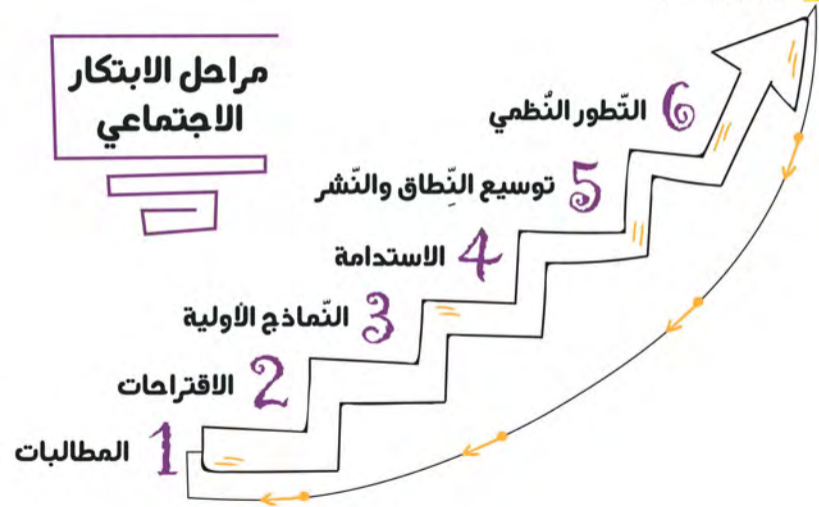 مراحل الابتكار
الاجتماعي
6 التّطور النُّظمي
5 توسيع النِّطاق والنّشر
4 الاستدامة
3 النّماذج الأولية
2 الاقتراحات
1 المطالبات